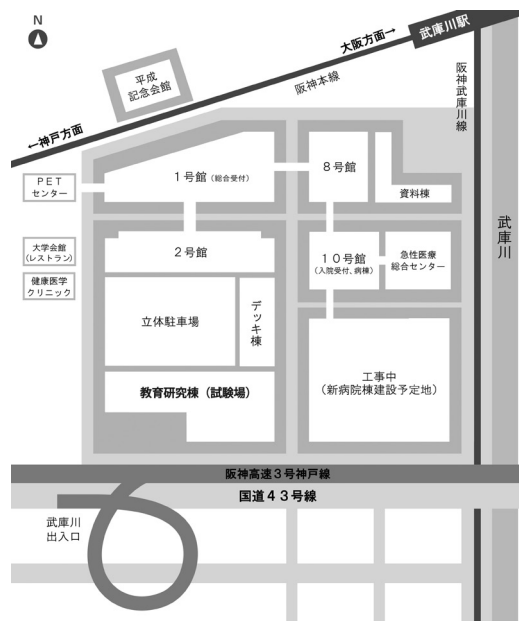 N
大阪方面→
武庫川駅
平成
記念会館
阪神本線
阪神武庫川線
←神戸方面
1号館(総合受付)
8号館
PET
センター
資料棟
武庫川
大学会館
(レストラン)
2号館
10号館
(入院受付、病棟)
急性医療
総合センター
健康医学
クリニック
立体駐車場
デッキ棟
工事中
(新病院棟建設予定地)
教育研究棟(試験場)
阪神高速3号神戸線
国道43号線
武庫川
出入口